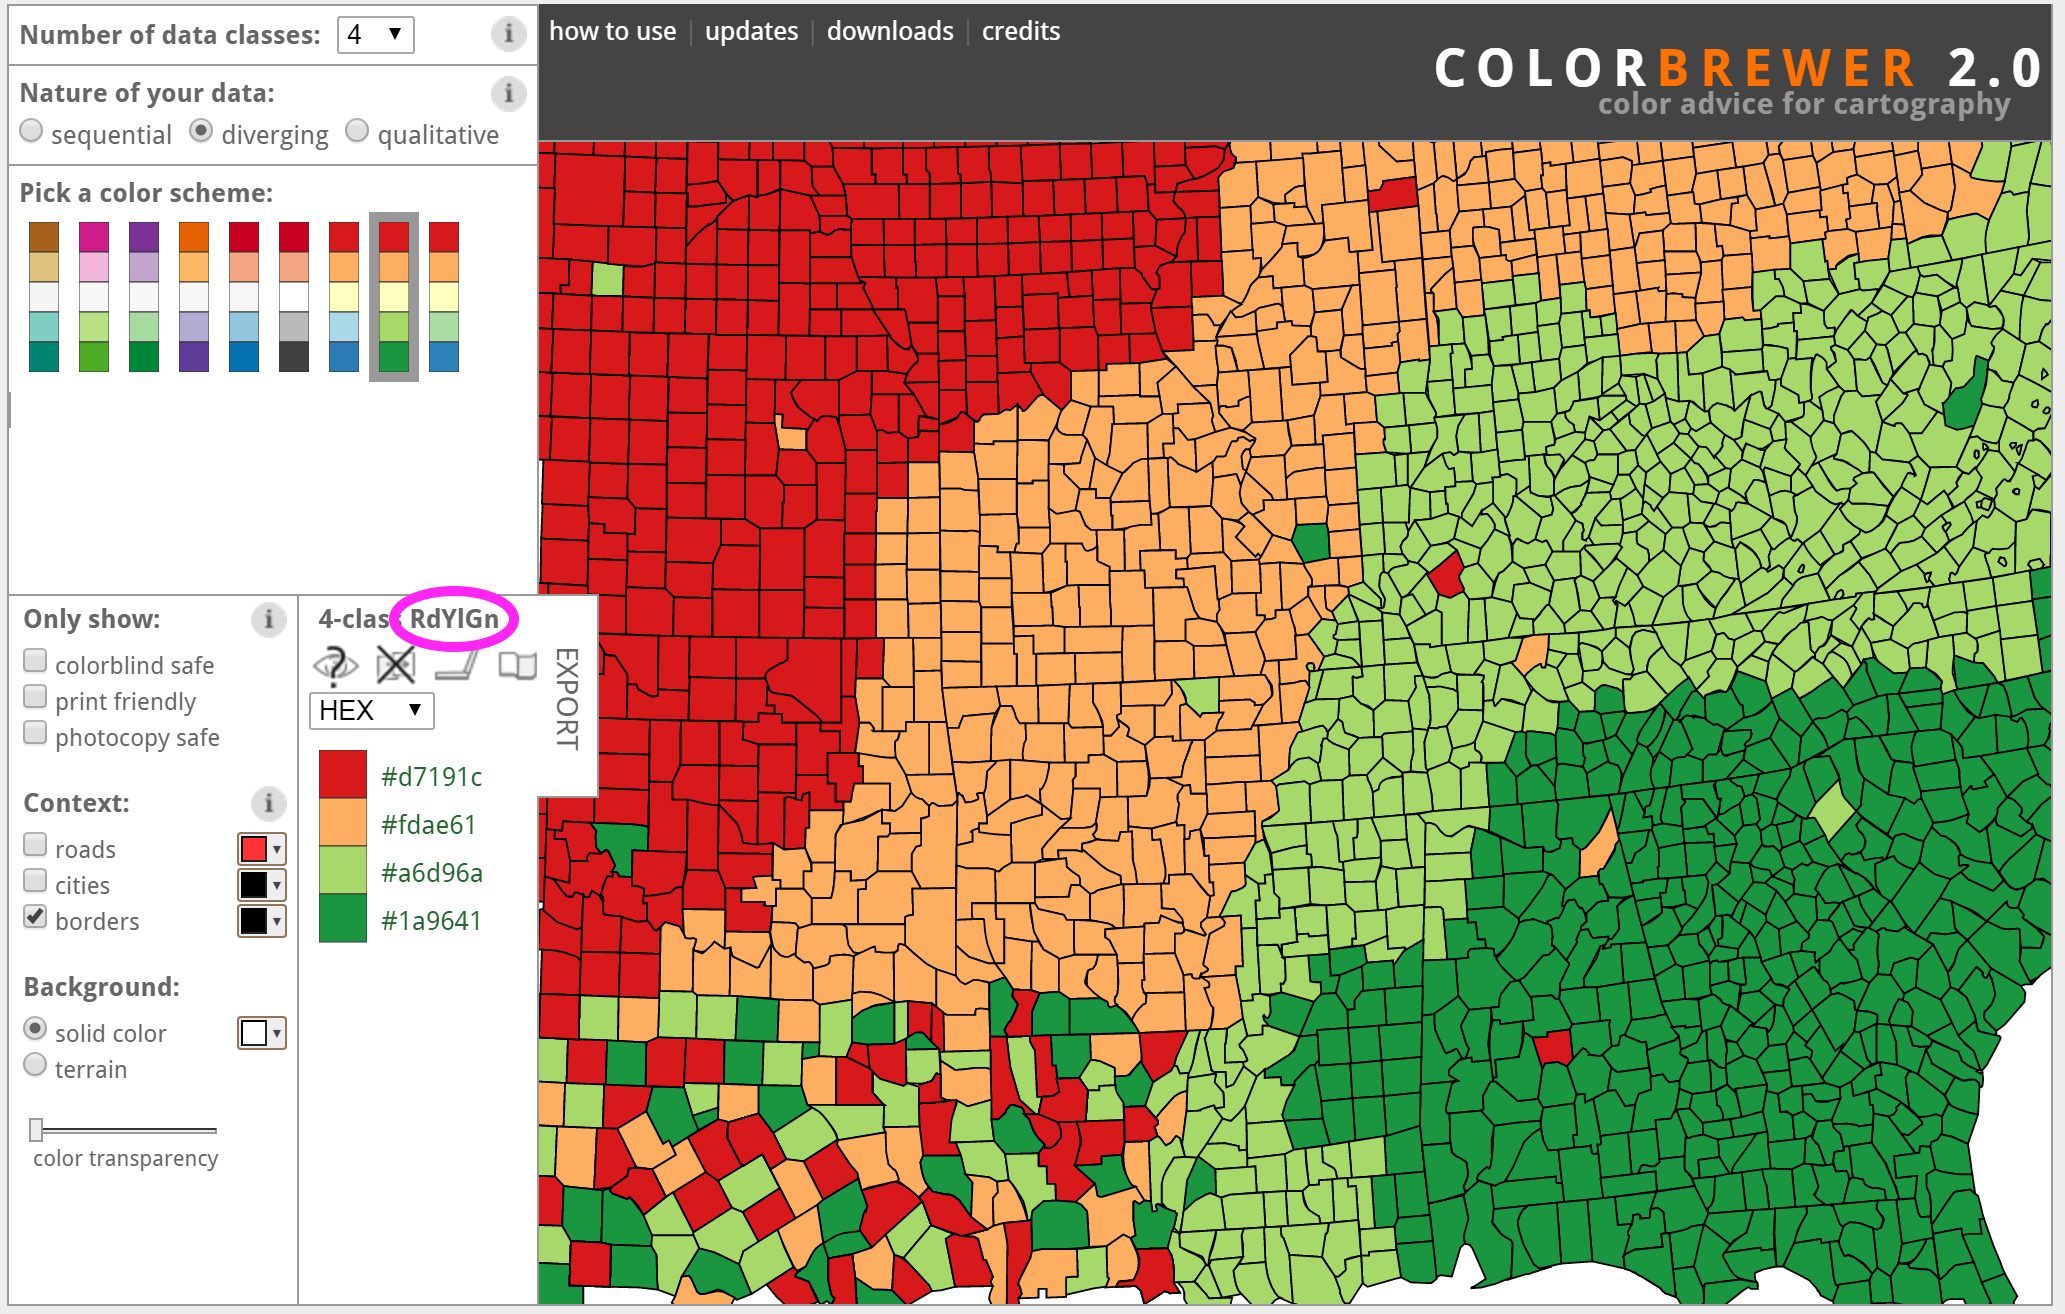 Number of data classes: 4
how to use | updates | downloads | credits
COLORBREWER 2.0
color advice for cartography
Nature of your data:
sequential diverging qualitative
Pick a color scheme:
Only show:
colorblind safe
print friendly
photocopy safe
Context:
roads
cities
borders
Background:
solid color
terrain
color transparency
4-clas RdYlGn
HEX
#d7191c
#fdae61
#a6d96a
#1a9641
EXPORT